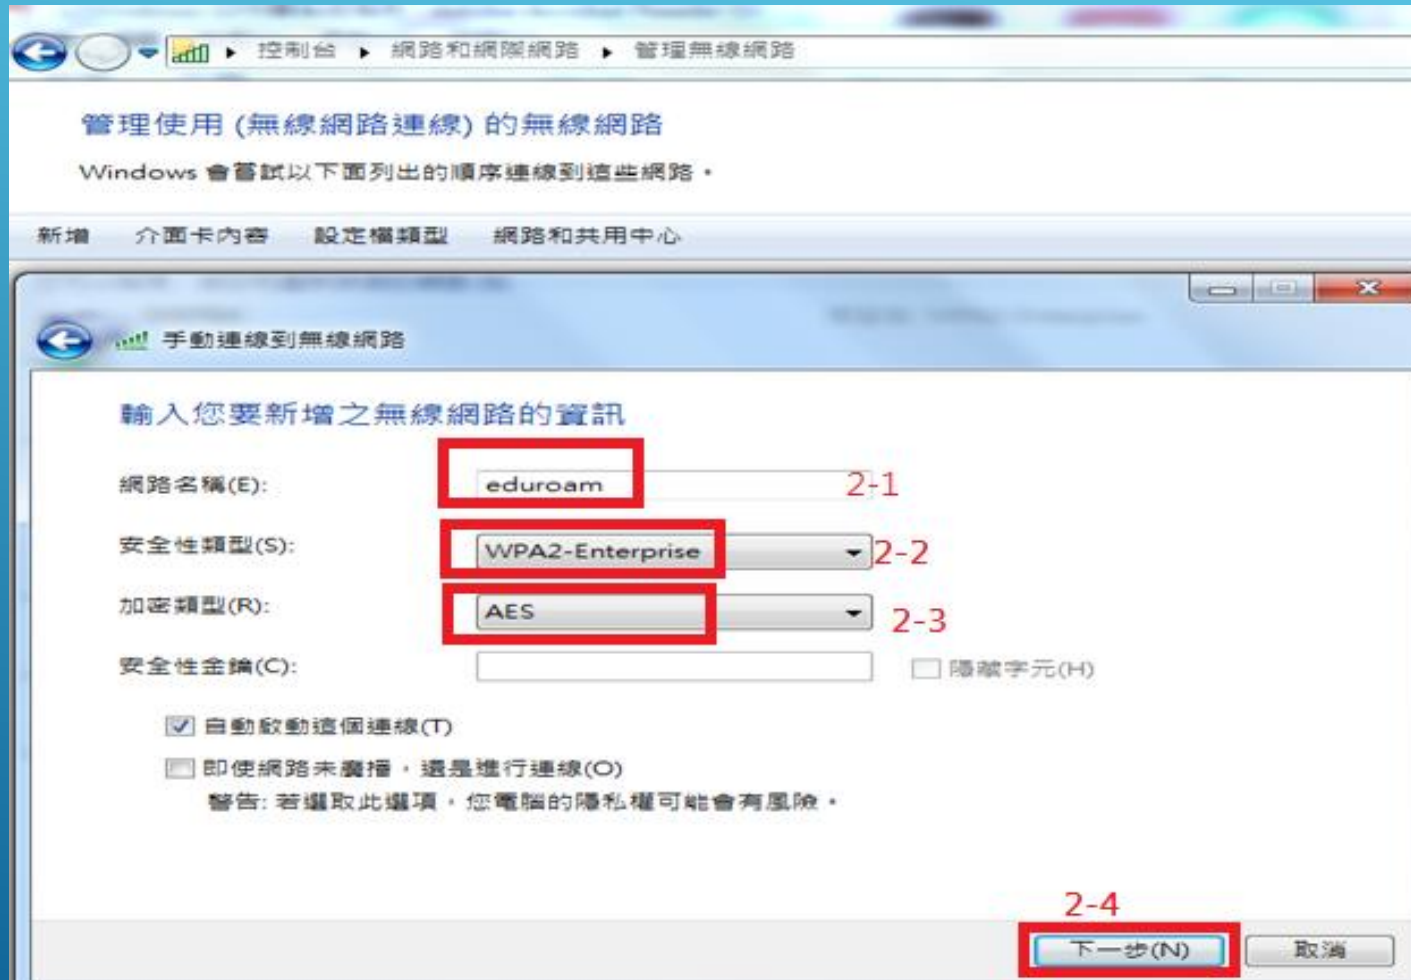 控制台 ▸ 網路和網際網路 ▸ 管理無線網路
管理使用 (無線網路連線) 的無線網路
Windows 會嘗試以下面列出的順序連線到這些網路。
新增 介面卡內容 設定檔類型 網路和共用中心
手動連線到無線網路
輸入您要新增之無線網路的資訊
網路名稱(E): eduroam 2-1
安全性類型(S): WPA2-Enterprise 2-2
加密類型(R): AES 2-3
安全性金鑰(C): 隱藏字元(H)
自動啟動這個連線(T)
即使網路未廣播，還是進行連線(O)
警告: 若選取此選項，您電腦的隱私權可能會有風險。
2-4
下一步(N) 取消